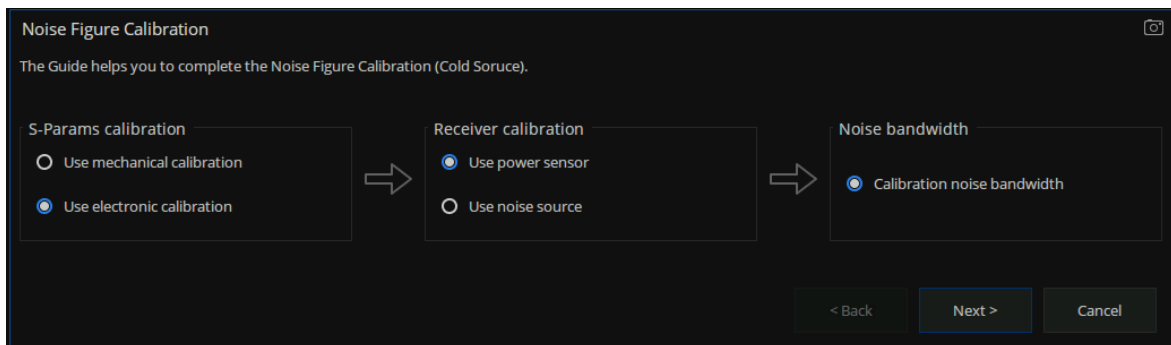 Noise Figure Calibration
The Guide helps you to complete the Noise Figure Calibration (Cold Soruce).
S-Params calibration
Use mechanical calibration
Use electronic calibration
Receiver calibration
Use power sensor
Use noise source
Noise bandwidth
Calibration noise bandwidth
< Back
Next >
Cancel